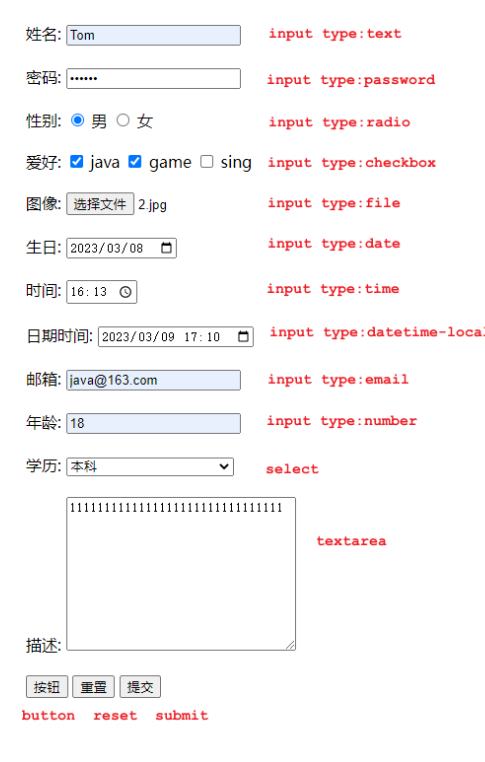 姓名: Tom input type:text
密码: •••••• input type:password
性别: 男 女 input type:radio
爱好: java game sing input type:checkbox
图像: 选择文件 2.jpg input type:file
生日: 2023/03/08 input type:date
时间: 16:13 input type:time
日期时间: 2023/03/09 17:10 input type:datetime-local
邮箱: java@163.com input type:email
年龄: 18 input type:number
学历: 本科 select
1111111111111111111111111111111
textarea
描述:
按钮 重置 提交
button reset submit